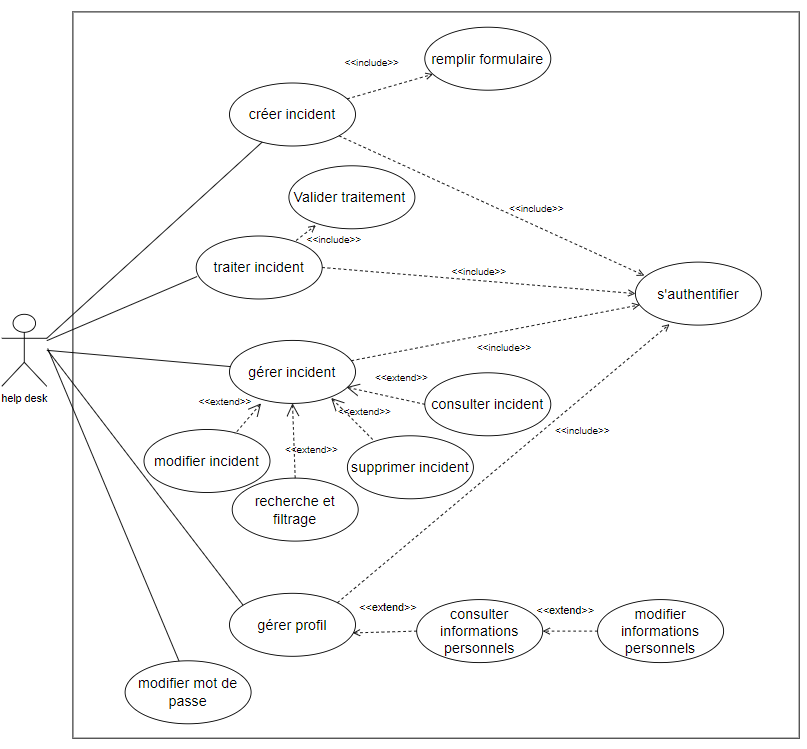 <<include>>
remplir formulaire
créer incident
Valider traitement
<<include>>
<<include>>
traiter incident
<<include>>
s'authentifier
help desk
gérer incident
<<include>>
<<extend>>
consulter incident
<<extend>>
<<extend>>
<<include>>
modifier incident
<<extend>>
supprimer incident
recherche et
filtrage
gérer profil
<<extend>>
consulter
informations
personnels
<<extend>>
modifier
informations
personnels
modifier mot de
passe